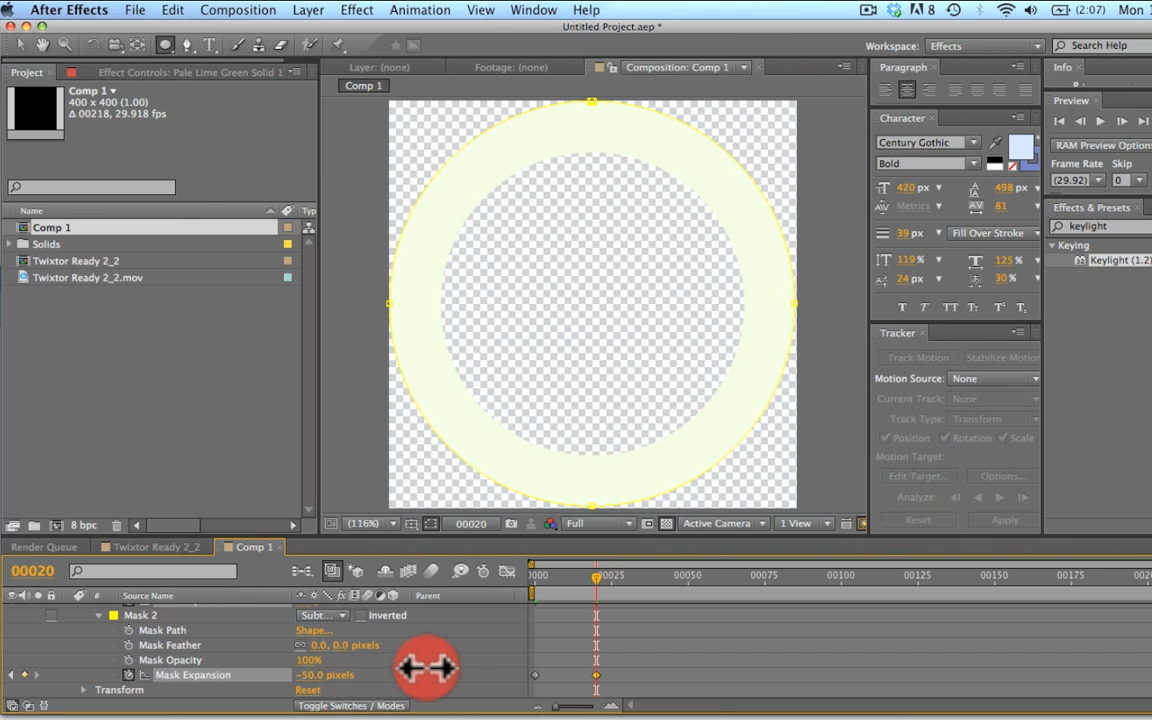 After Effects File Edit Composition Layer Effect Animation View Window Help 8 (2:07) Mon 1
Untitled Project.aep *
Workspace: Effects Search Help
Project Effect Controls: Pale Lime Green Solid 1
Layer: (none) Footage: (none) Composition: Comp 1
Paragraph Info
Comp 1
400 x 400 (1.00)
Δ 00218, 29.918 fps
Comp 1
Preview
Character
Century Gothic
RAM Preview Options
Bold
Frame Rate Skip
(29.92) 0
420 px 498 px
Metrics 81
Effects & Presets
Name Typ
keylight
Comp 1
39 px Fill Over Stroke
Solids
Keying
Twixtor Ready 2_2
119 % 125 %
Keylight (1.2)
Twixtor Ready 2_2.mov
24 px 30 %
T T TT TT T¹ T₁
Tracker
Track Motion Stabilize Motion
Motion Source: None
Current Track: None
Track Type: Transform
Position Rotation Scale
Motion Target:
Edit Target... Options...
Analyze:
Reset Apply
8 bpc
(116%) 00020 Full Active Camera 1 View
Render Queue Twixtor Ready 2_2 Comp 1
00020
0000 00025 00050 00075 00100 00125 00150 00175 0020
# Source Name Parent
Mask 2 Subt... Inverted
Mask Path Shape...
Mask Feather 0.0, 0.0 pixels
Mask Opacity 100%
Mask Expansion -50.0 pixels
Transform Reset
Toggle Switches / Modes